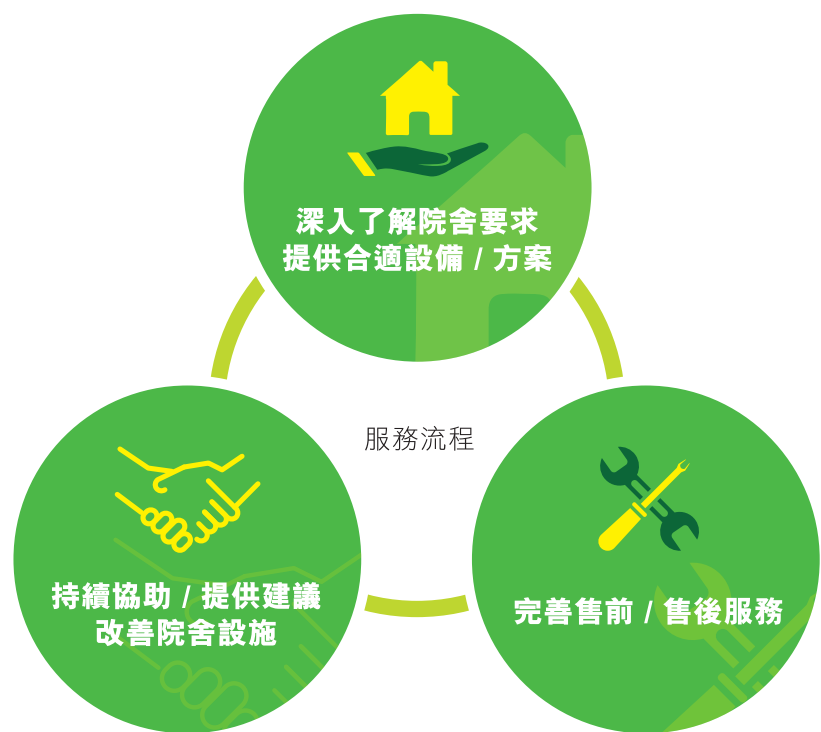 深入了解院舍要求
提供合適設備 / 方案
服務流程
持續協助 / 提供建議
改善院舍設施
完善售前 / 售後服務